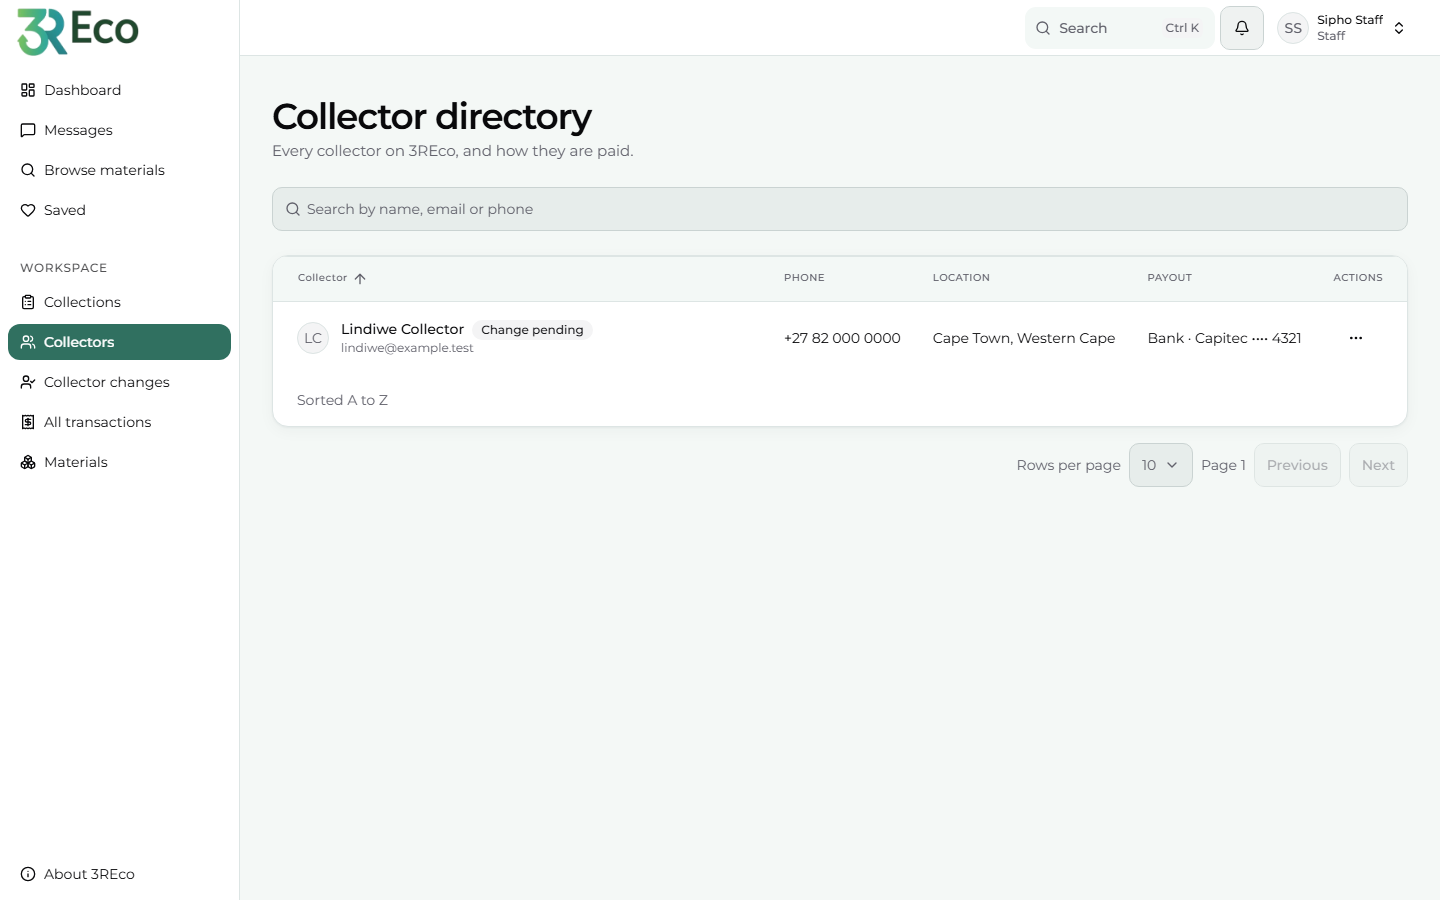 3R Eco
Search Ctrl K
SS
Sipho Staff
Staff
Dashboard
Messages
Browse materials
Saved
WORKSPACE
Collections
Collectors
Collector changes
All transactions
Materials
About 3REco
Collector directory
Every collector on 3REco, and how they are paid.
Search by name, email or phone
Collector PHONE LOCATION PAYOUT ACTIONS
LC
Lindiwe Collector Change pending
lindiwe@example.test
+27 82 000 0000 Cape Town, Western Cape Bank · Capitec •••• 4321
Sorted A to Z
Rows per page 10 Page 1 Previous Next